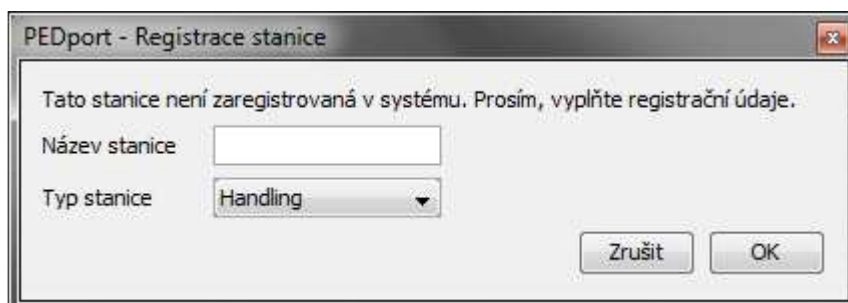 PEDport - Registrace stanice
Tato stanice není zaregistrovaná v systému. Prosím, vyplňte registrační údaje.
Název stanice
Typ stanice Handling
Zrušit OK